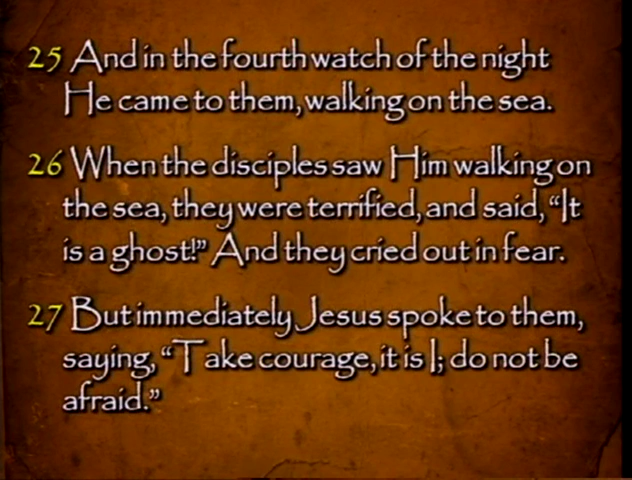 25 And in the fourth watch of the night
He came to them, walking on the sea.
26 When the disciples saw Him walking on
the sea, they were terrified, and said, “It
is a ghost!” And they cried out in fear.
27 But immediately Jesus spoke to them,
saying, “Take courage, it is I; do not be
afraid.”